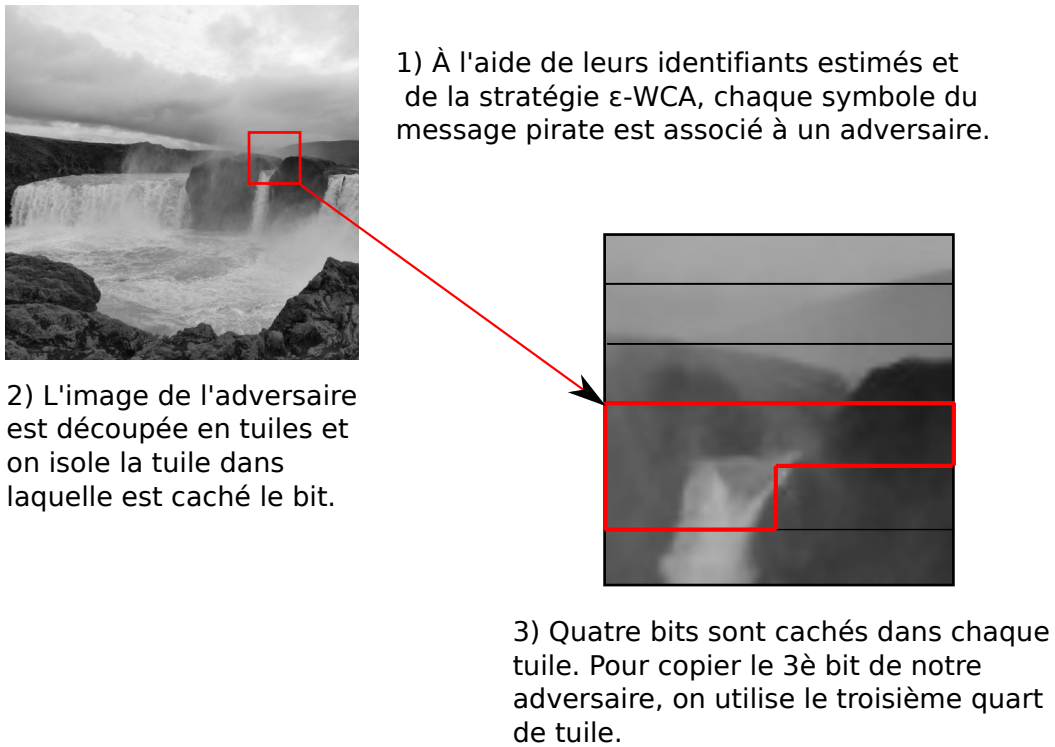 1) À l'aide de leurs identifiants estimés et
de la stratégie ε-WCA, chaque symbole du
message pirate est associé à un adversaire.
2) L'image de l'adversaire
est découpée en tuiles et
on isole la tuile dans
laquelle est caché le bit.
3) Quatre bits sont cachés dans chaque
tuile. Pour copier le 3è bit de notre
adversaire, on utilise le troisième quart
de tuile.